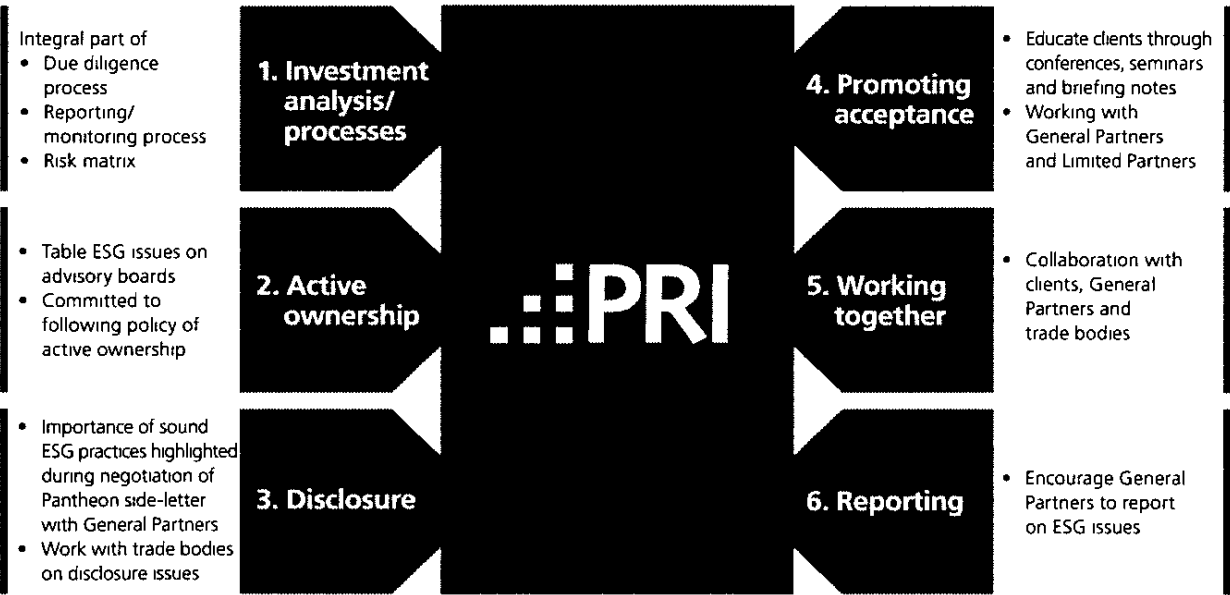 Integral part of
• Due diligence
process
• Reporting/
monitoring process
• Risk matrix
1. Investment
analysis/
processes
• Table ESG issues on
advisory boards
• Committed to
following policy of
active ownership
2. Active
ownership
• Importance of sound
ESG practices highlighted
during negotiation of
Pantheon side-letter
with General Partners
• Work with trade bodies
on disclosure issues
3. Disclosure
PRI
4. Promoting
acceptance
• Educate clients through
conferences, seminars
and briefing notes
• Working with
General Partners
and Limited Partners
5. Working
together
• Collaboration with
clients, General
Partners and
trade bodies
6. Reporting
• Encourage General
Partners to report
on ESG issues